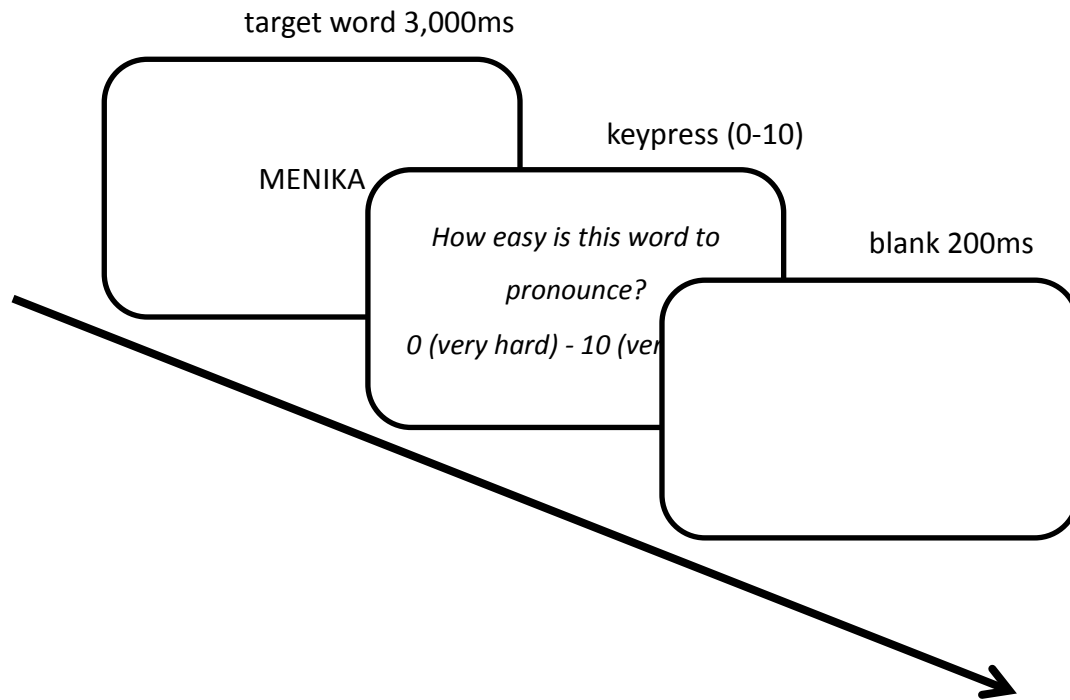 target word 3,000ms
MENIKA
keypress (0-10)
How easy is this word to
pronounce?
0 (very hard) - 10 (ver
blank 200ms